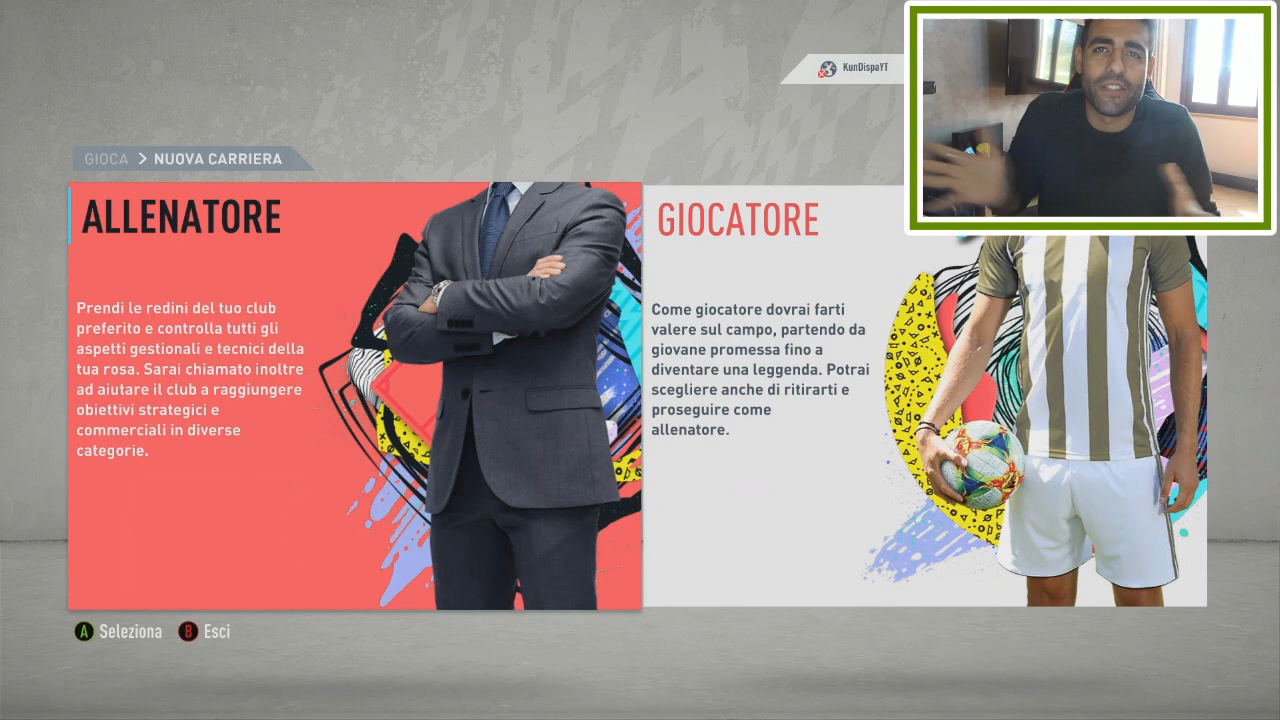 KunDispaYT
GIOCA > NUOVA CARRIERA
ALLENATORE
Prendi le redini del tuo club
preferito e controlla tutti gli
aspetti gestionali e tecnici della
tua rosa. Sarai chiamato inoltre
ad aiutare il club a raggiungere
obiettivi strategici e
commerciali in diverse
categorie.
GIOCATORE
Come giocatore dovrai farti
valere sul campo, partendo da
giovane promessa fino a
diventare una leggenda. Potrai
scegliere anche di ritirarti e
proseguire come
allenatore.
A Seleziona B Esci